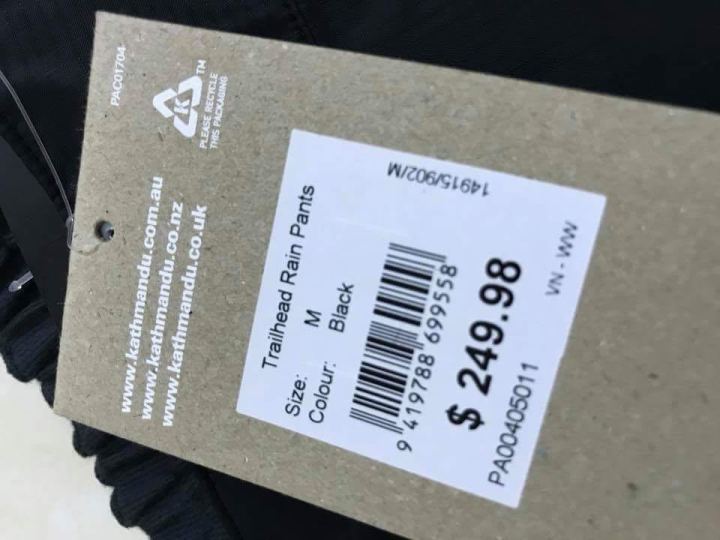 PAC01704
K
TM
PLEASE RECYCLE
THIS PACKAGING
www.kathmandu.com.au
www.kathmandu.co.nz
www.kathmandu.co.uk
14915/902/M
Trailhead Rain Pants
Size: M
Colour: Black
9 419788 699558
$ 249.98
PA00405011 VN - WW